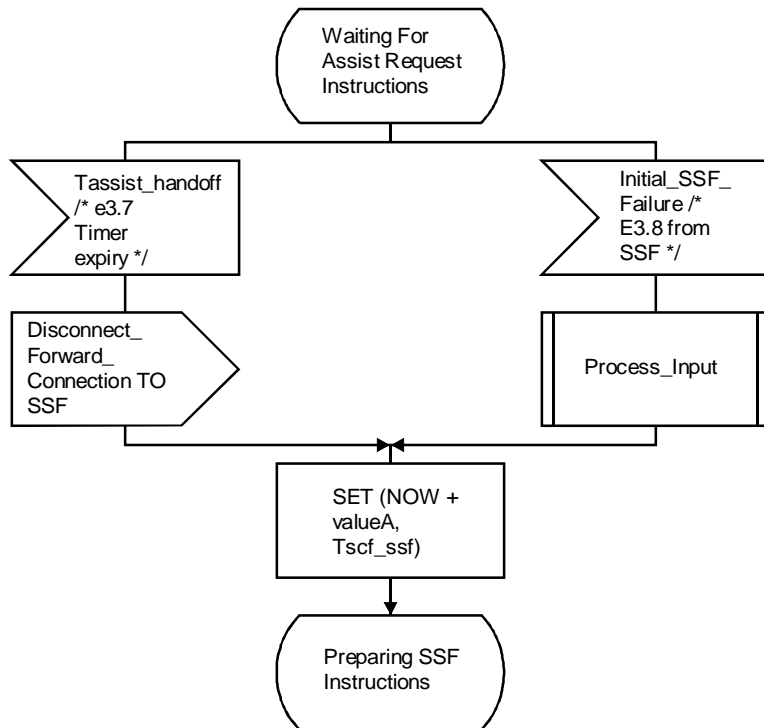 Waiting For
Assist Request
Instructions
Tassist_handoff
/* e3.7
Timer
expiry */
Initial_SSF_
Failure /*
E3.8 from
SSF */
Disconnect_
Forward_
Connection TO
SSF
Process_Input
SET (NOW +
valueA,
Tscf_ssf)
Preparing SSF
Instructions